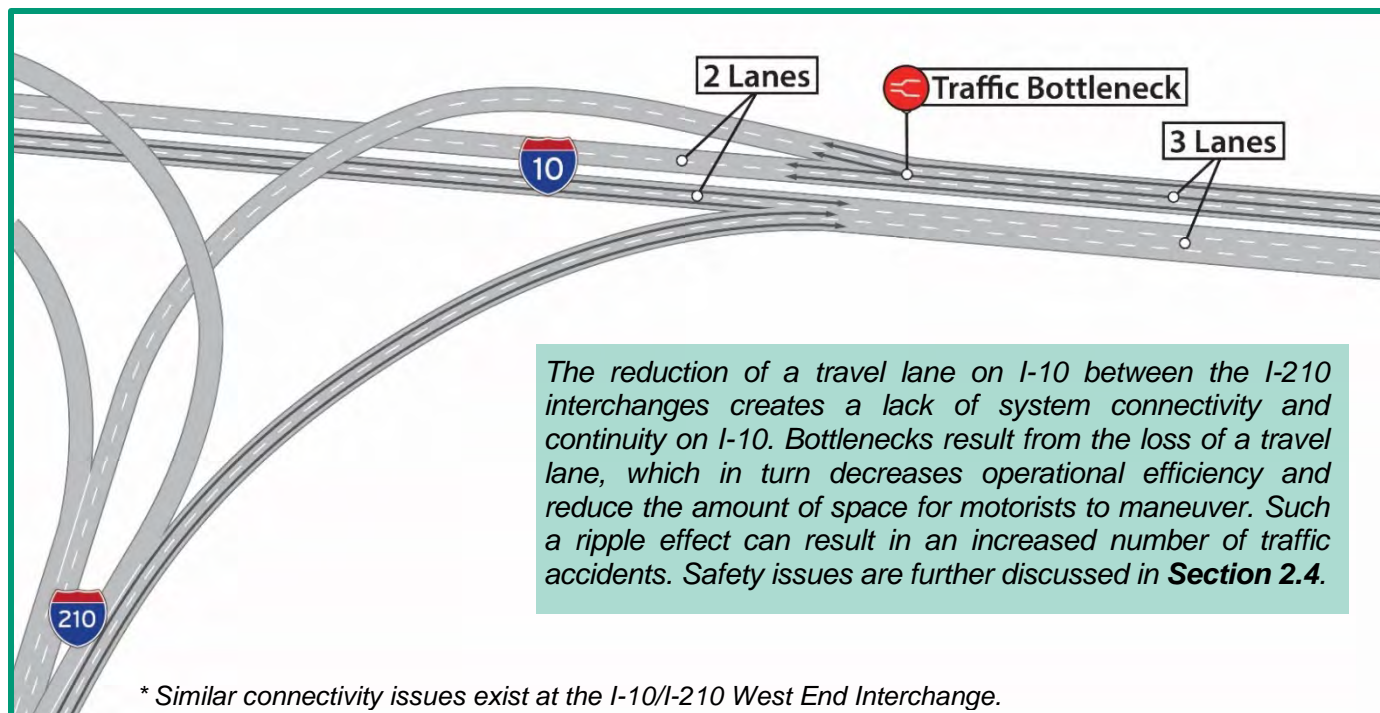 2 Lanes
Traffic Bottleneck
3 Lanes
10
The reduction of a travel lane on I-10 between the I-210
interchanges creates a lack of system connectivity and
continuity on I-10. Bottlenecks result from the loss of a travel
lane, which in turn decreases operational efficiency and
reduce the amount of space for motorists to maneuver. Such
a ripple effect can result in an increased number of traffic
accidents. Safety issues are further discussed in Section 2.4.
210
* Similar connectivity issues exist at the I-10/I-210 West End Interchange.